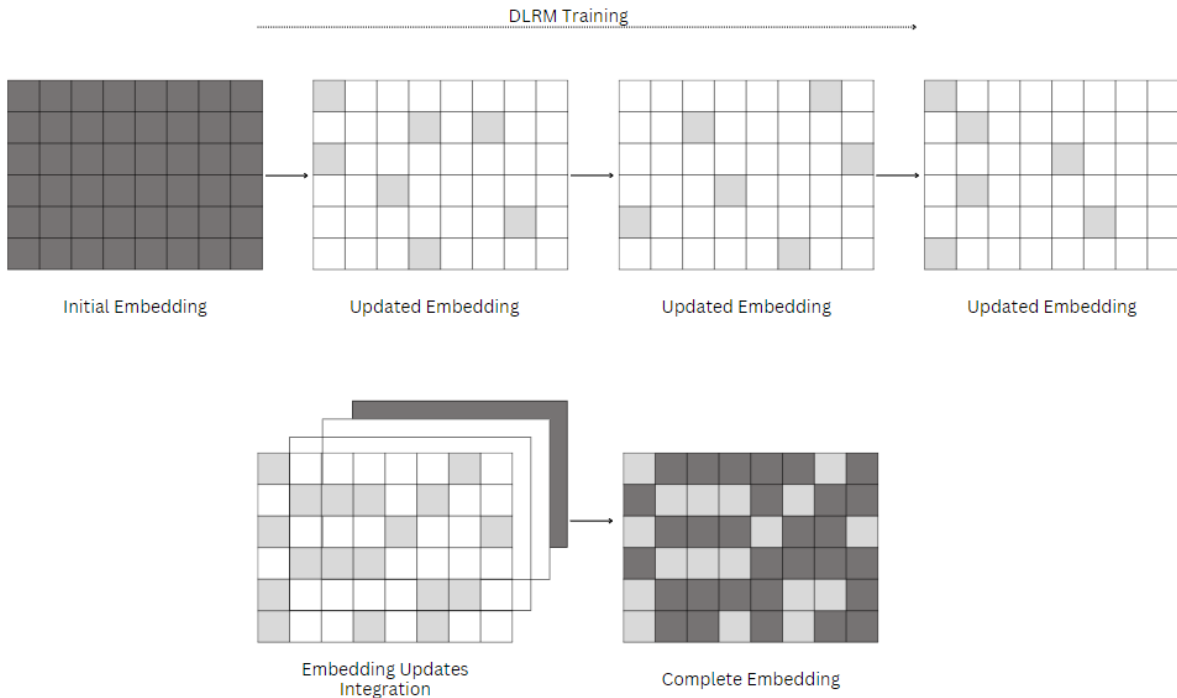 DLRM Training
Initial Embedding
Updated Embedding
Updated Embedding
Updated Embedding
Embedding Updates
Integration
Complete Embedding